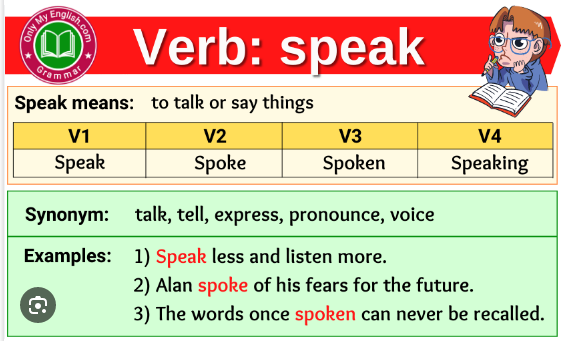 Only My English.com
Grammar
Verb: speak
Speak means: to talk or say things
V1 V2 V3 V4
Speak Spoke Spoken Speaking
Synonym: talk, tell, express, pronounce, voice
Examples: 1) Speak less and listen more.
2) Alan spoke of his fears for the future.
3) The words once spoken can never be recalled.